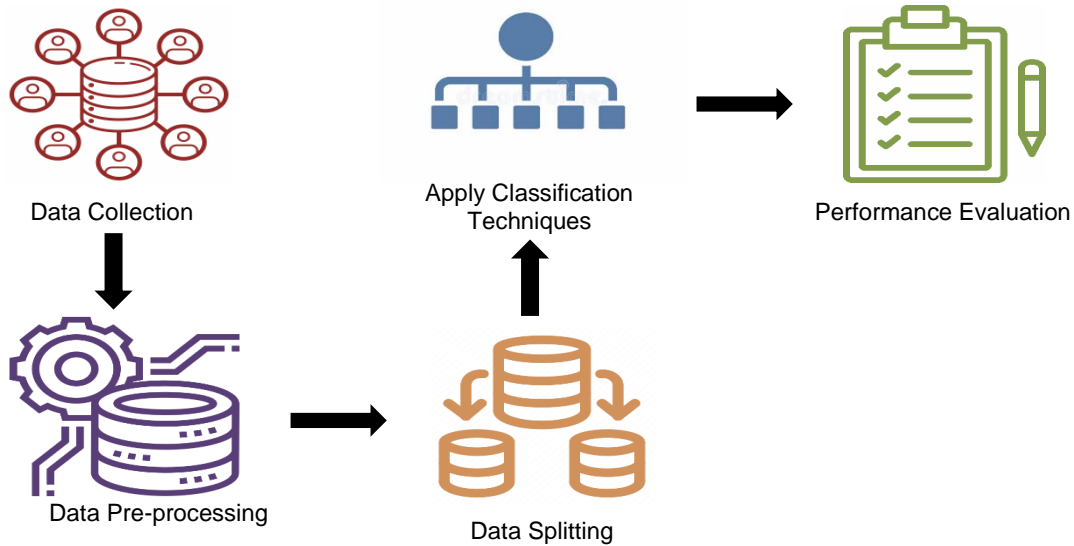 Data Collection
Data Pre-processing
Data Splitting
Apply Classification
Techniques
Performance Evaluation